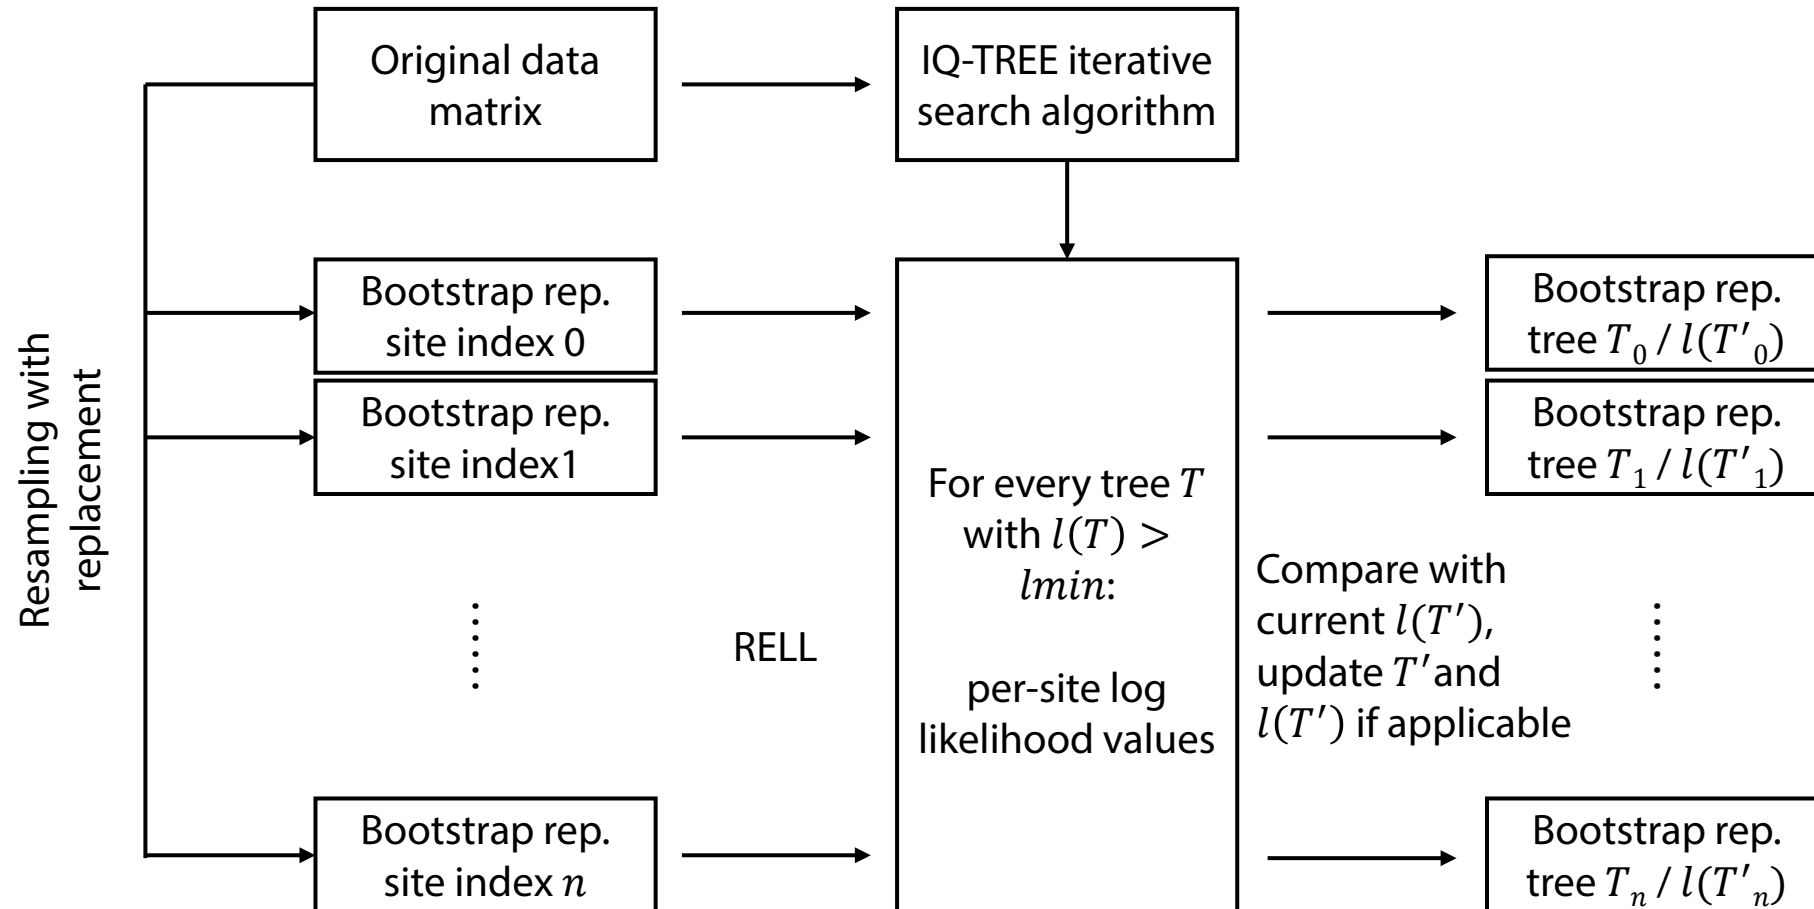 Original data
matrix
IQ-TREE iterative
search algorithm
Resampling with
replacement
Bootstrap rep.
site index 0
Bootstrap rep.
site index1
Bootstrap rep.
site index n
RELL
For every tree T
with l(T) >
lmin:
per-site log
likelihood values
Compare with
current l(T′),
update T′ and
l(T′) if applicable
Bootstrap rep.
tree T₀ / l(T′₀)
Bootstrap rep.
tree T₁ / l(T′₁)
Bootstrap rep.
tree Tₙ / l(T′ₙ)